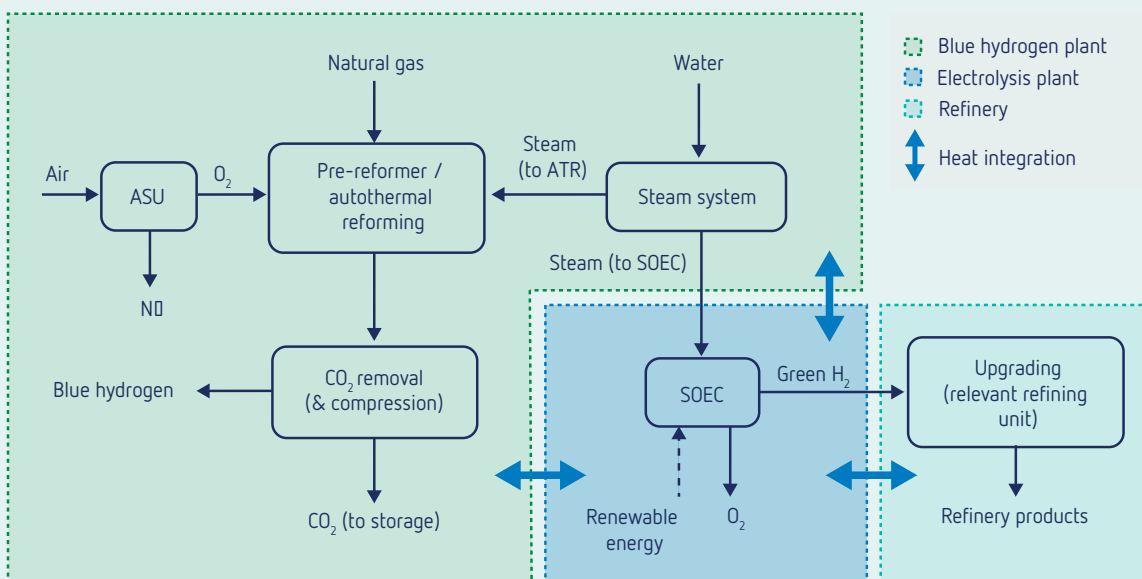 Natural gas
Water
Blue hydrogen plant
Electrolysis plant
Refinery
Heat integration
Air
ASU
O₂
Pre-reformer /
autothermal
reforming
Steam
(to ATR)
Steam system
N▯
Steam (to SOEC)
Blue hydrogen
CO₂ removal
(& compression)
SOEC
Green H₂
Upgrading
(relevant refining
unit)
CO₂ (to storage)
Renewable
energy
O₂
Refinery products